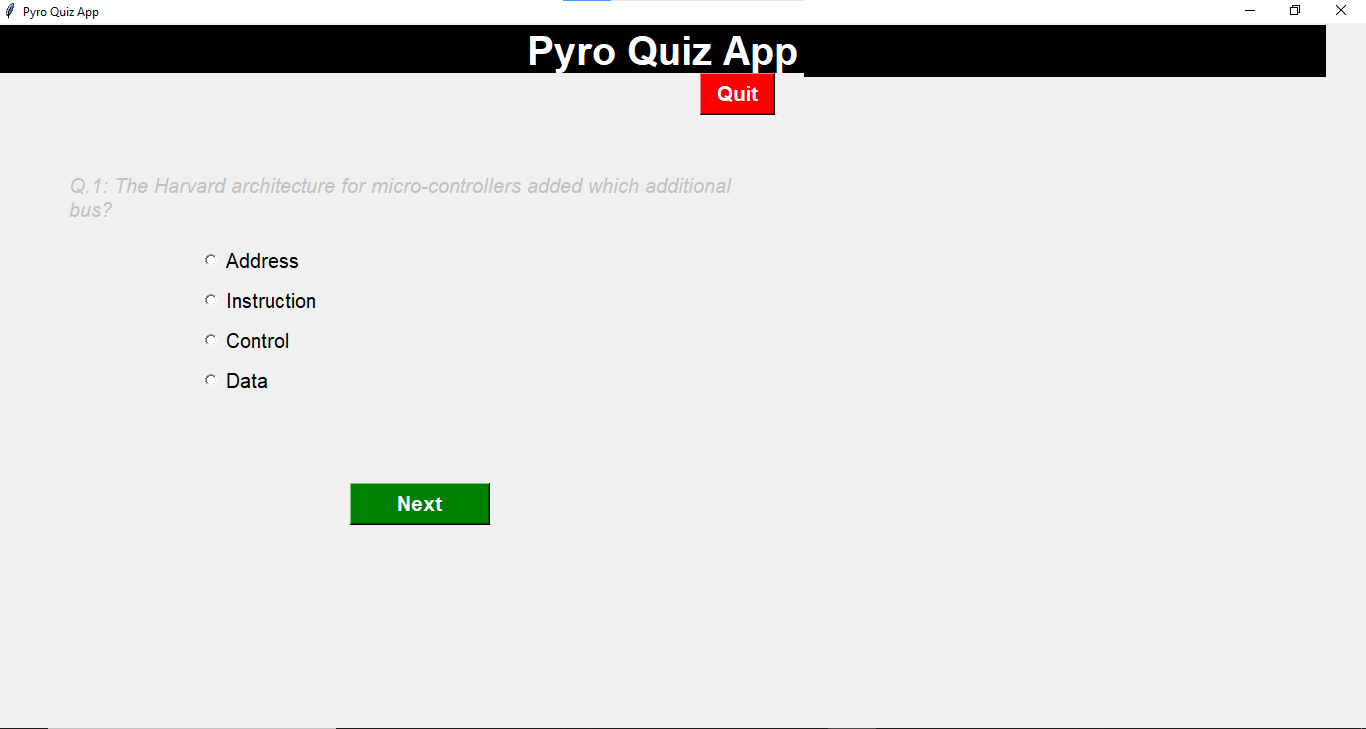 Pyro Quiz App
Pyro Quiz App
Quit
Q.1: The Harvard architecture for micro-controllers added which additional
bus?
Address
Instruction
Control
Data
Next